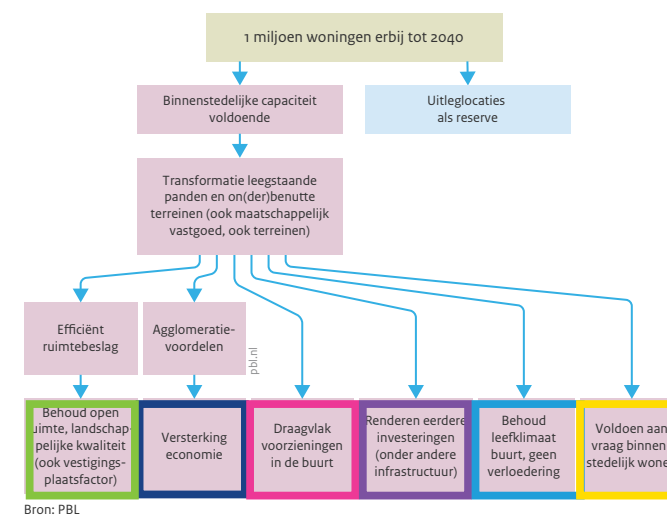 1 miljoen woningen erbij tot 2040
Binnenstedelijke capaciteit
voldoende
Uitleglocaties
als reserve
Transformatie leegstaande
panden en on(der)benutte
terreinen (ook maatschappelijk
vastgoed, ook terreinen)
Efficiënt
ruimtebeslag
Agglomeratie-
voordelen
pbl.nl
Behoud open
uimte, landschap-
pelijke kwaliteit
(ook vestigings-
plaatsfactor)
Versterking
economie
Draagvlak
voorzieningen
in de buurt
Renderen eerdere
investeringen
(onder andere
infrastructuur)
Behoud
leefklimaat
buurt, geen
verloedering
Voldoen aan
vraag binnen
stedelijk wone
Bron: PBL